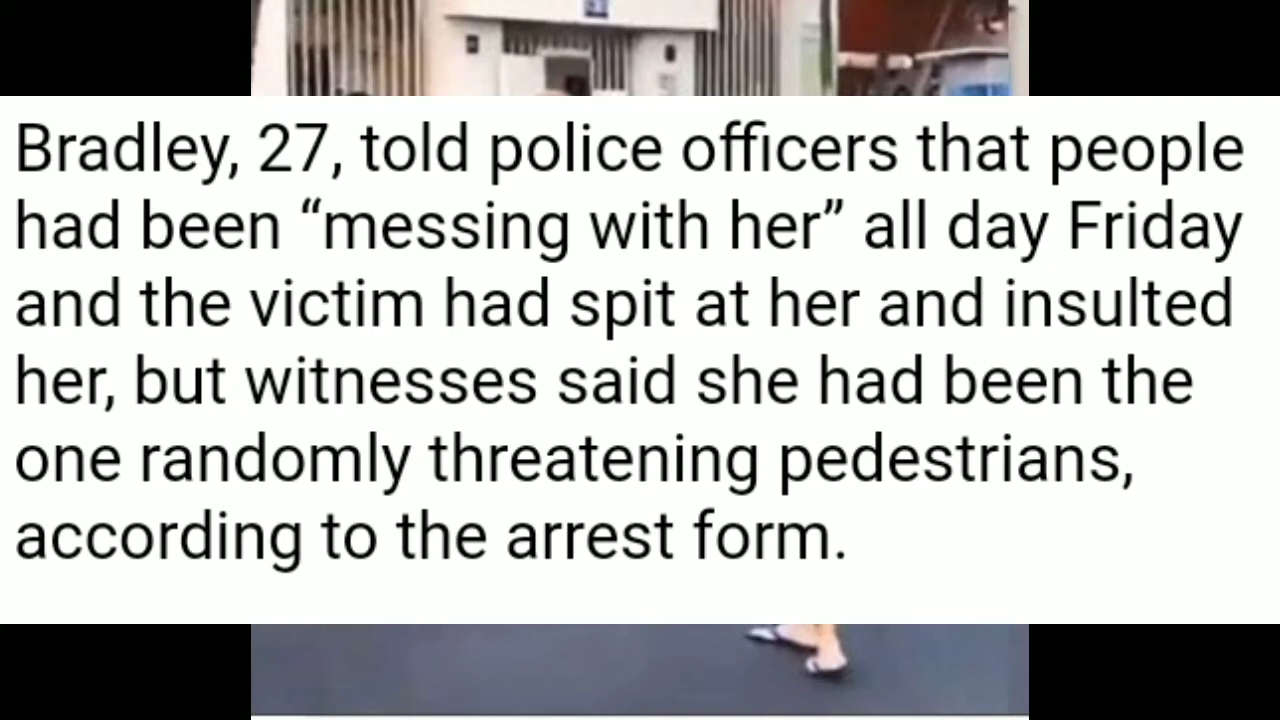 Bradley, 27, told police officers that people
had been “messing with her” all day Friday
and the victim had spit at her and insulted
her, but witnesses said she had been the
one randomly threatening pedestrians,
according to the arrest form.